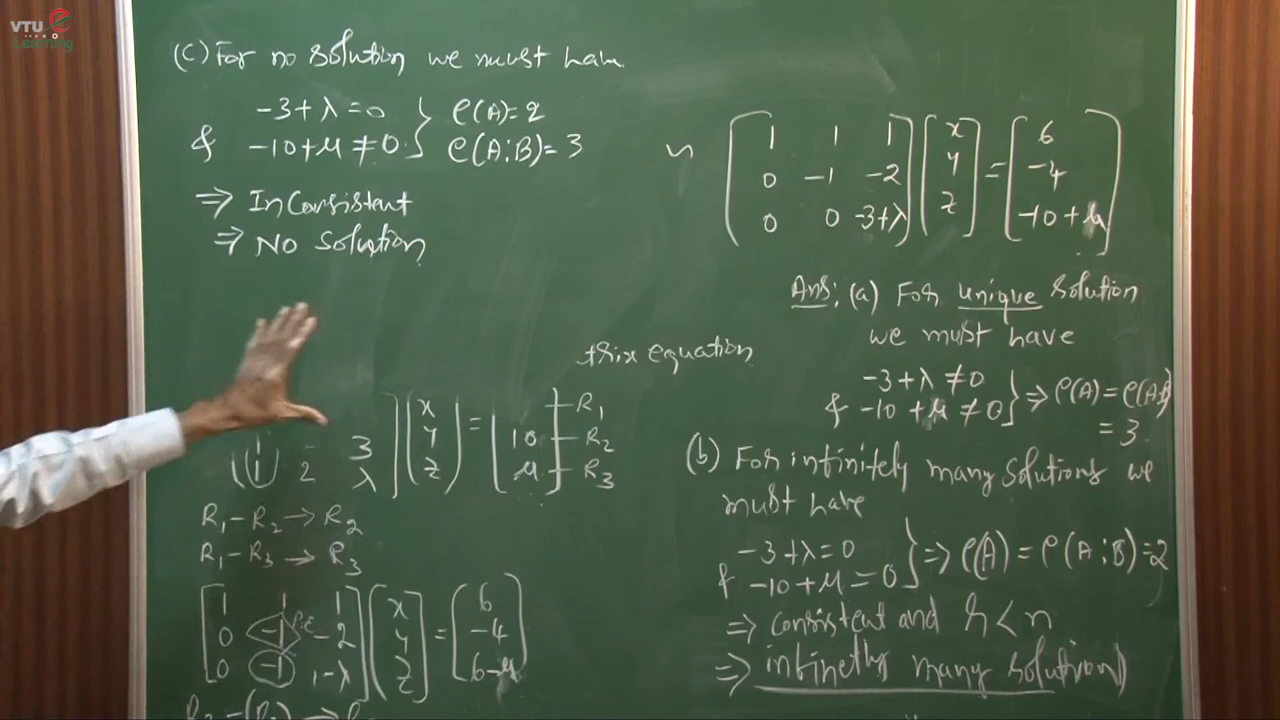 VTU e
Learning
(c) For no solution we must have
-3+λ=0
& -10+μ≠0 } ρ(A)=2
ρ(A:B)=3
⇒ Inconsistent
⇒ No solution
trix equation
3 [x y z] = [10 μ] R1 R2 R3
1 2 λ
R1-R2→R2
R1-R3→R3
[1 1 1] [x] = [6]
[0 -1 -2] [y] [-4]
[0 -1 1-λ] [z] [6-μ]
~ [1 1 1] [x] = [6]
[0 -1 -2] [y] [-4]
[0 0 -3+λ] [z] [-10+μ]
Ans: (a) For unique solution
we must have
-3+λ≠0
& -10+μ≠0 } ⇒ ρ(A)=ρ(AB)
= 3.
(b) For infinitely many solutions we
must have
-3+λ=0
& -10+μ=0 } ⇒ ρ(A) = ρ(A:B)=2
⇒ consistent and r<n
⇒ infinetly many solution)